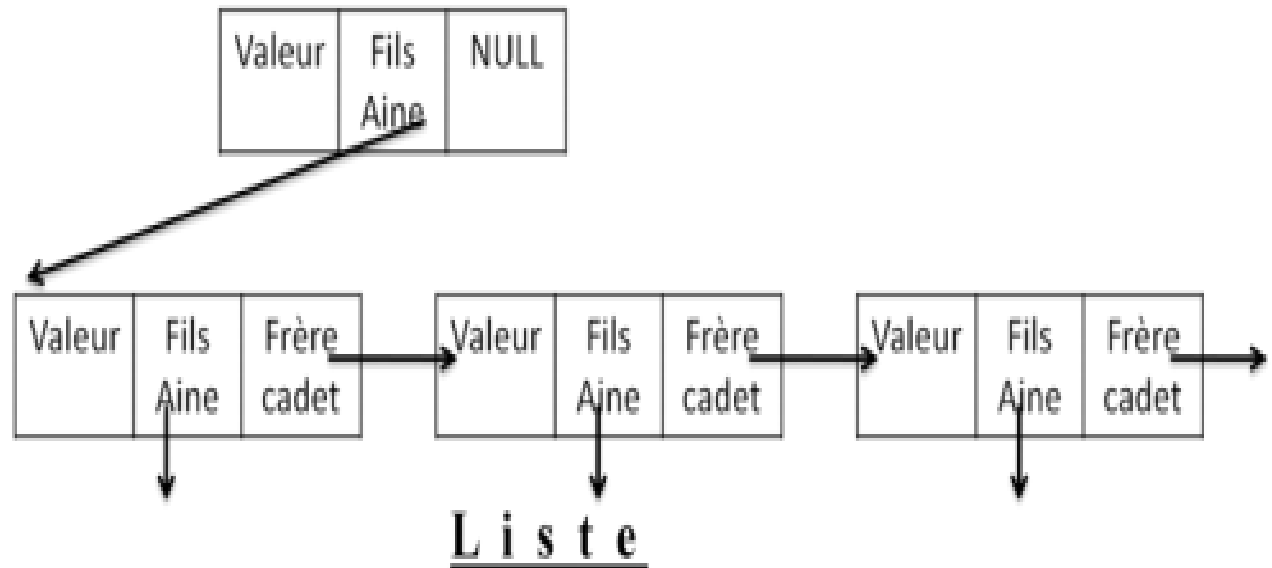 Valeur Fils NULL
Aine
Valeur Fils Frère Valeur Fils Frère Valeur Fils Frère
Aine cadet Aine cadet Aine cadet
Liste